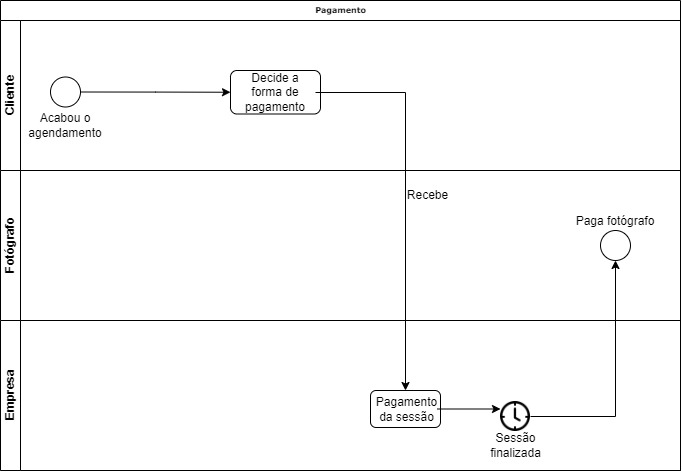 Pagamento
Cliente
Acabou o
agendamento
Decide a
forma de
pagamento
Fotógrafo
Recebe
Paga fotógrafo
Empresa
Pagamento
da sessão
Sessão
finalizada